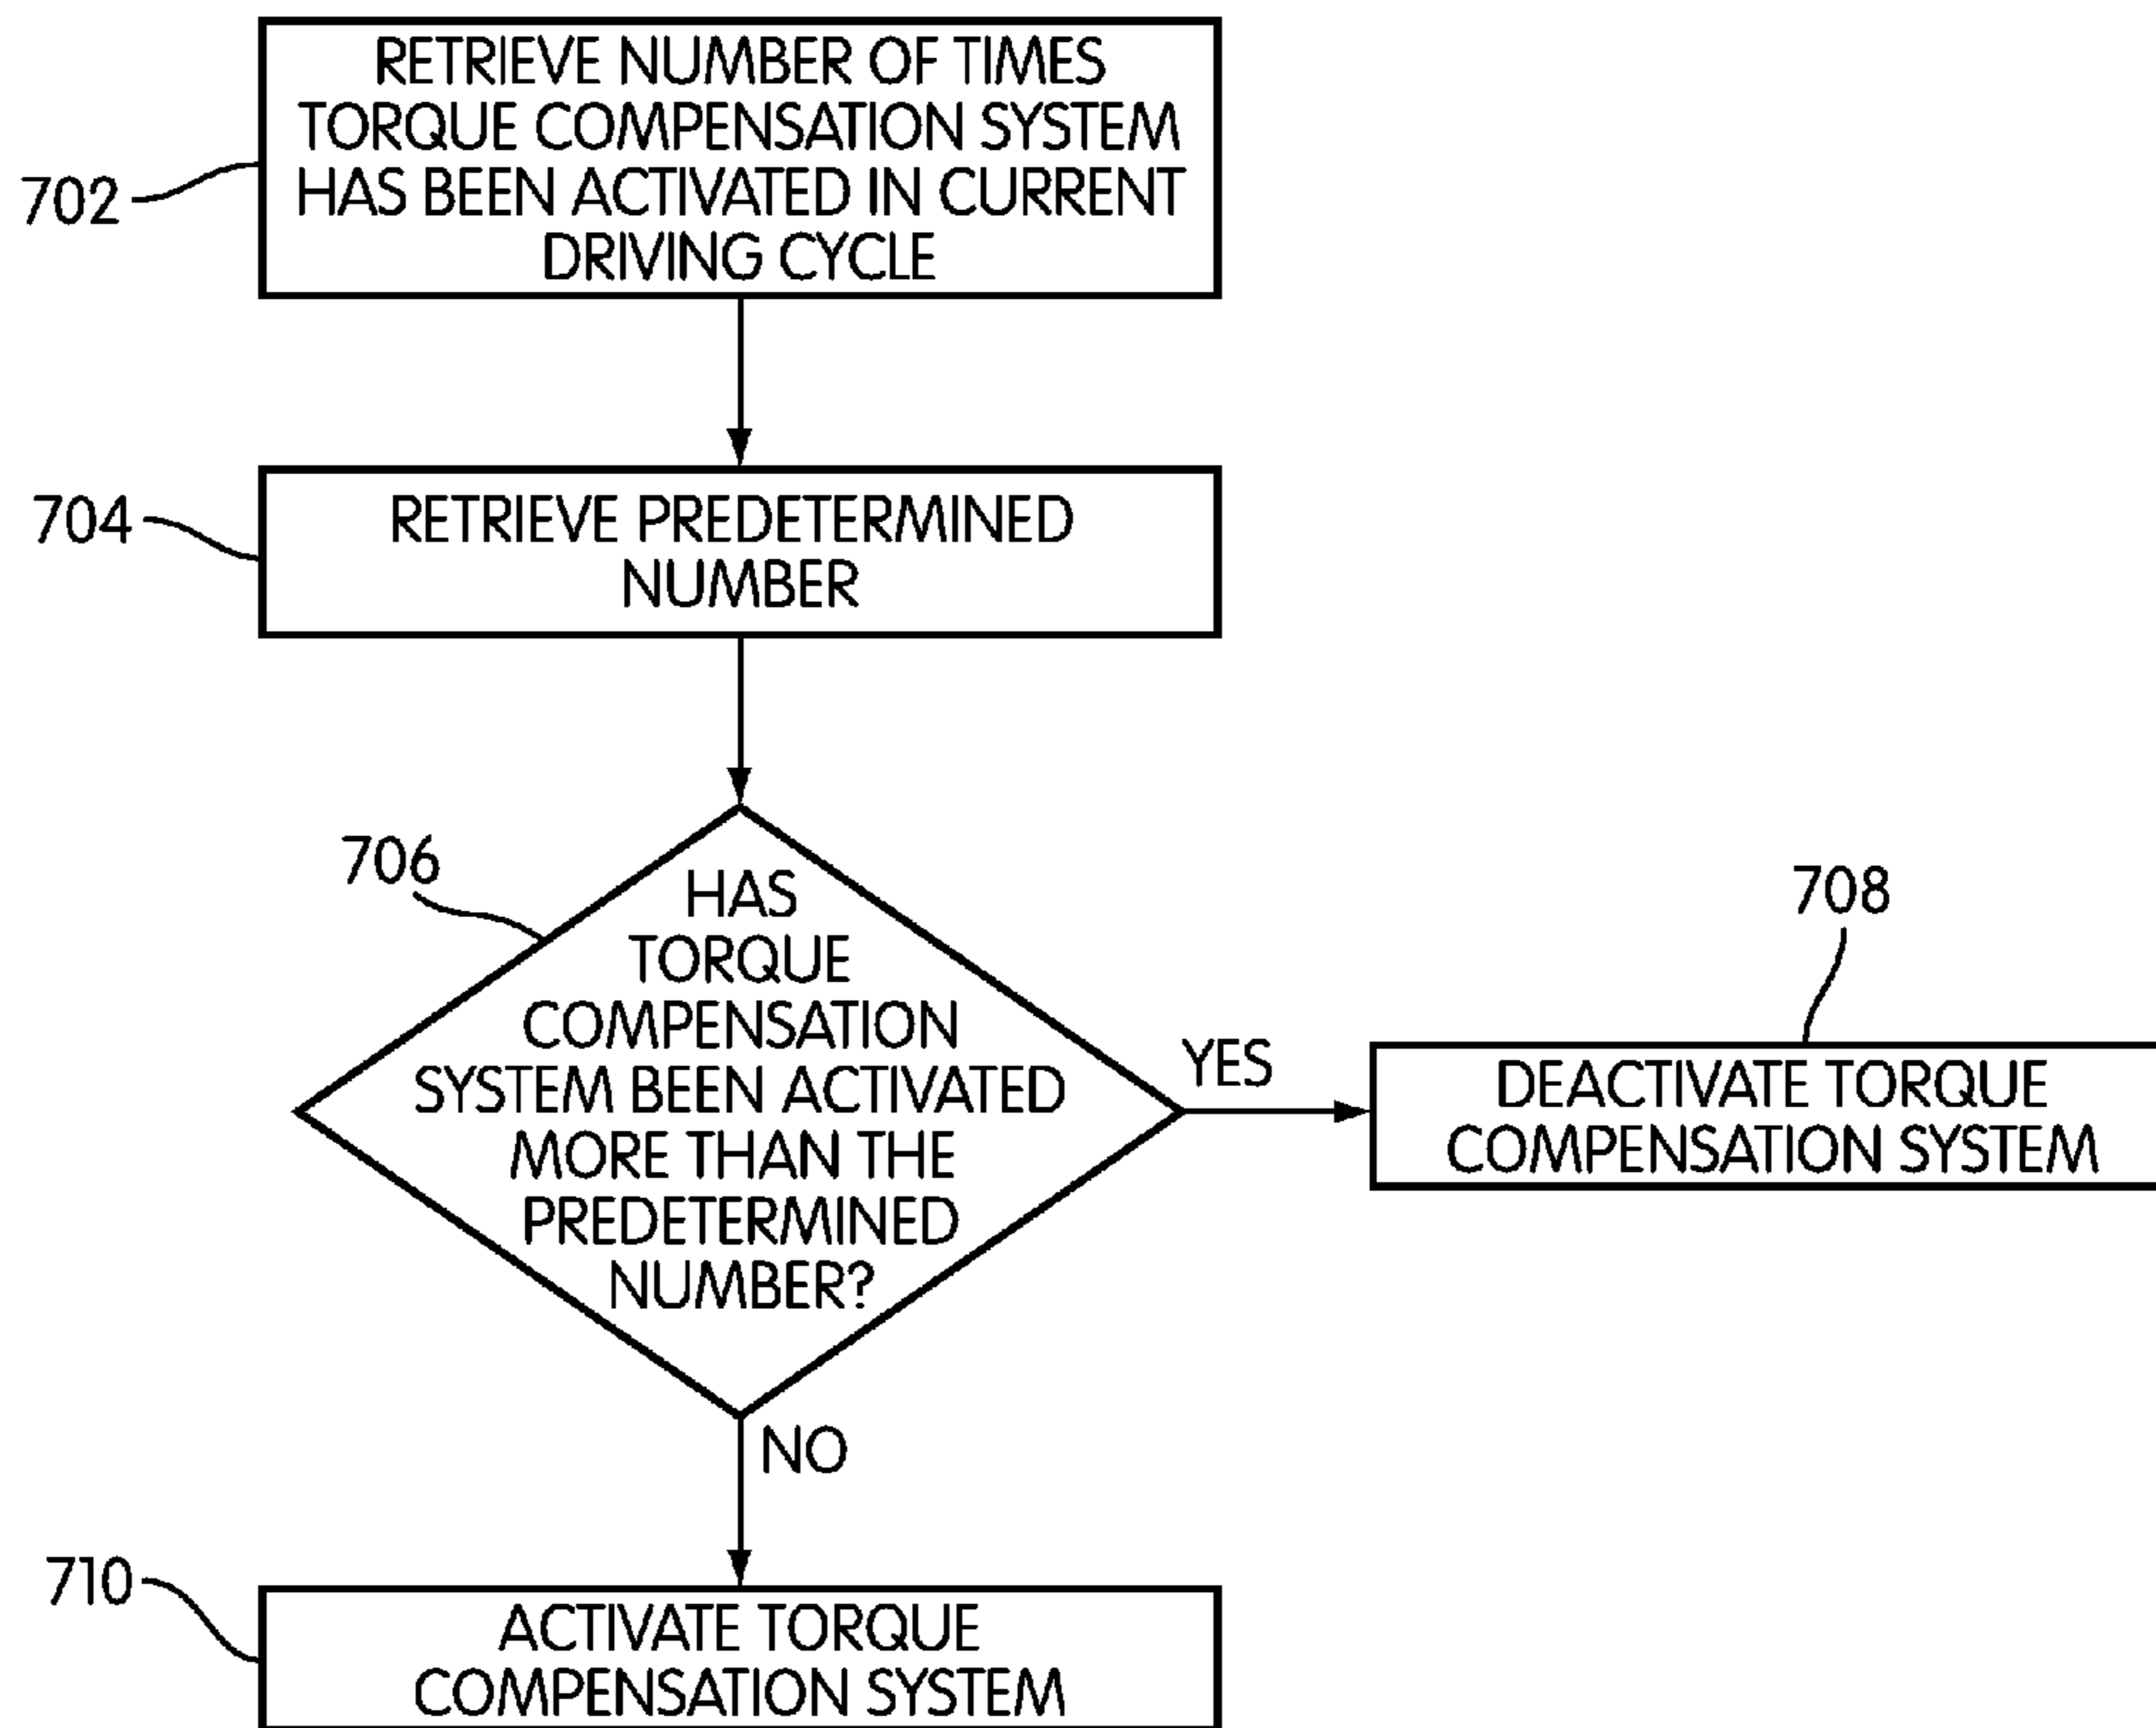 RETRIEVE NUMBER OF TIMES
TORQUE COMPENSATION SYSTEM
HAS BEEN ACTIVATED IN CURRENT
DRIVING CYCLE
702
704
RETRIEVE PREDETERMINED
NUMBER
706
HAS
TORQUE
COMPENSATION
SYSTEM BEEN ACTIVATED
MORE THAN THE
PREDETERMINED
NUMBER?
YES
708
DEACTIVATE TORQUE
COMPENSATION SYSTEM
NO
710
ACTIVATE TORQUE
COMPENSATION SYSTEM